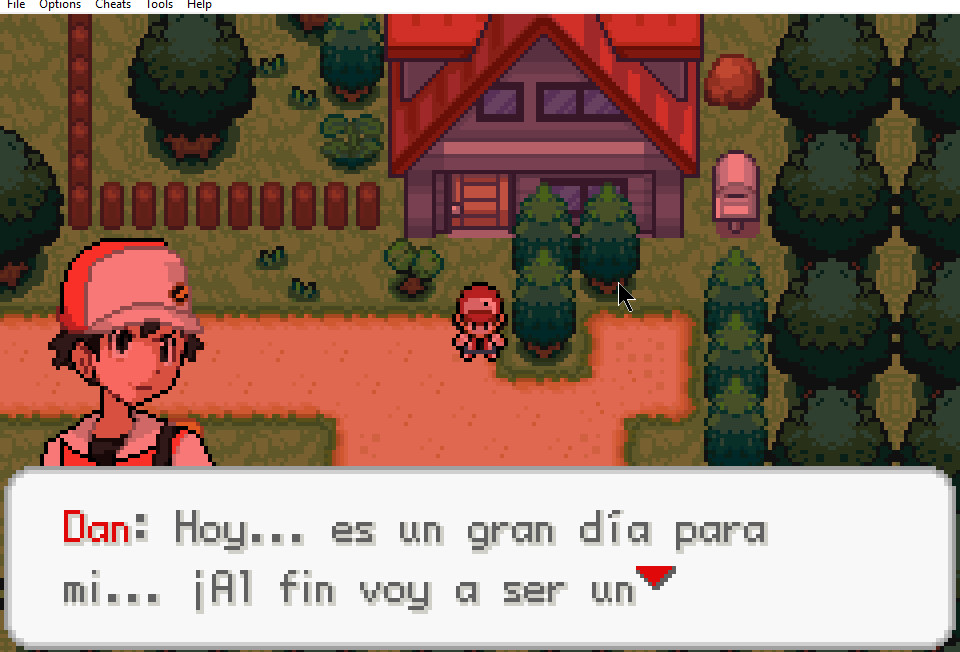 File Options Cheats Tools Help
Dan: Hoy... es un gran día para
mi... ¡Al fin voy a ser un